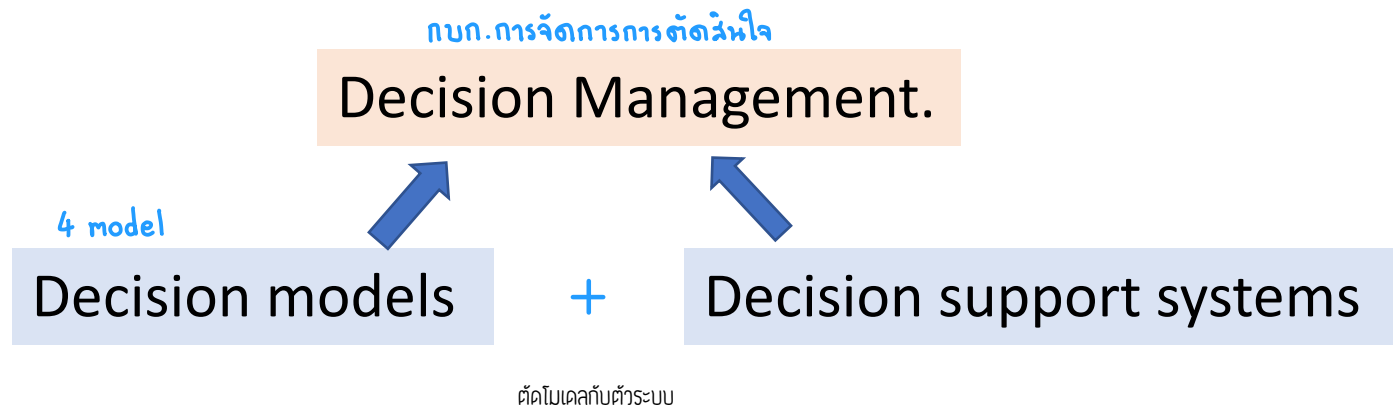 กบก.การจัดการการตัดสินใจ
Decision Management.
4 model
Decision models + Decision support systems
ตัดโมเดลกับตัวระบบ